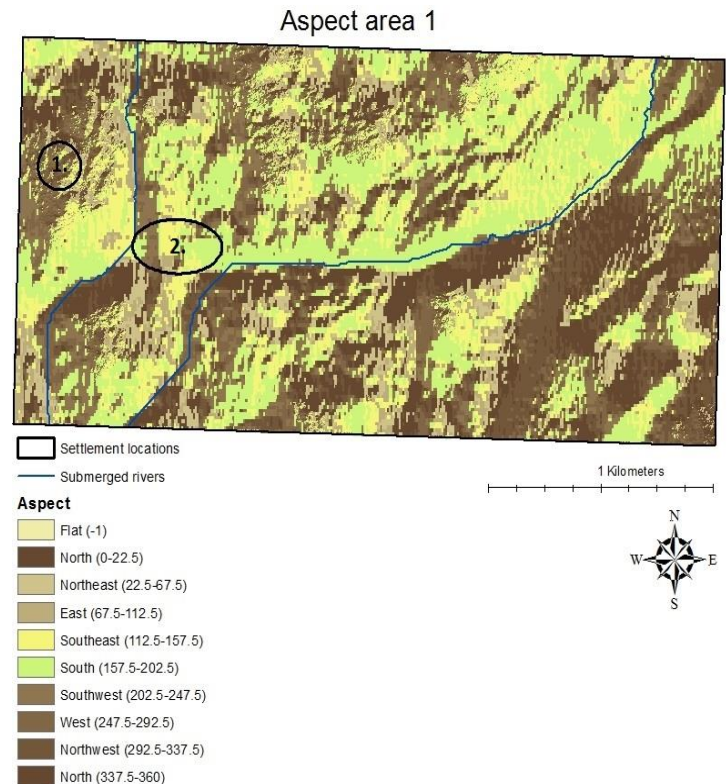 Aspect area 1
1.
2.
Settlement locations
Submerged rivers
1 Kilometers
Aspect
Flat (-1)
North (0-22.5)
Northeast (22.5-67.5)
East (67.5-112.5)
Southeast (112.5-157.5)
South (157.5-202.5)
Southwest (202.5-247.5)
West (247.5-292.5)
Northwest (292.5-337.5)
North (337.5-360)
N
W E
S